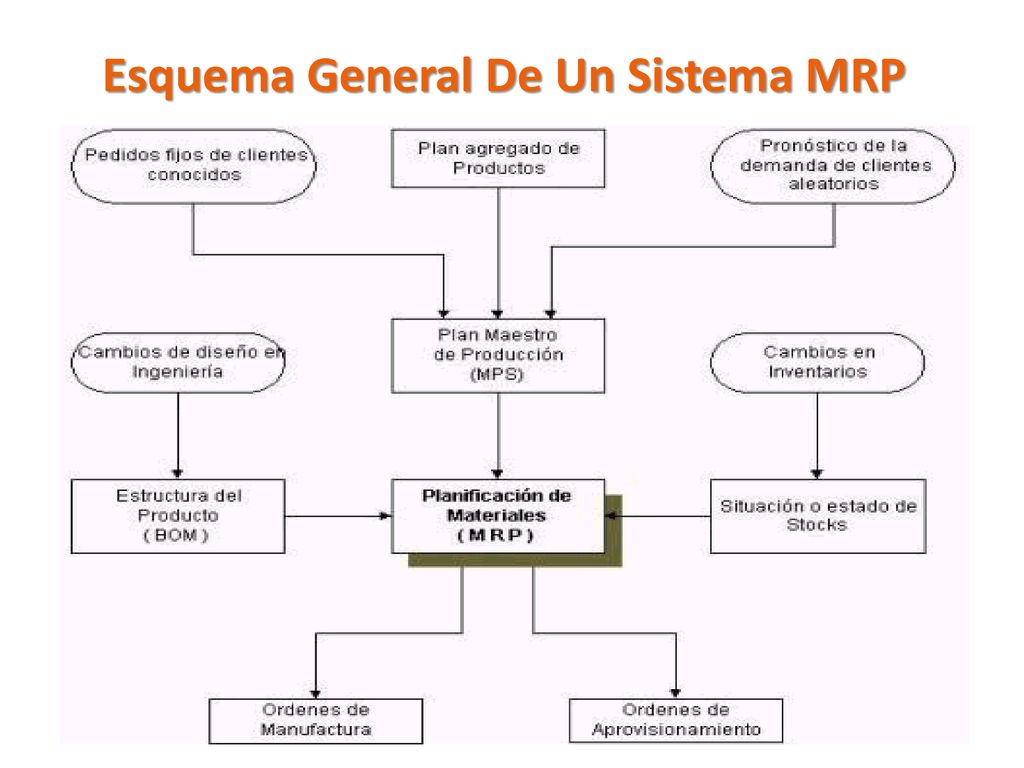 Esquema General De Un Sistema MRP
Pedidos fijos de clientes
conocidos
Plan agregado de
Productos
Pronóstico de la
demanda de clientes
aleatorios
Cambios de diseño en
Ingeniería
Plan Maestro
de Producción
(MPS)
Cambios en
Inventarios
Estructura del
Producto
( BOM )
Planificación de
Materiales
( M R P )
Situación o estado de
Stocks
Ordenes de
Manufactura
Ordenes de
Aprovisionamiento